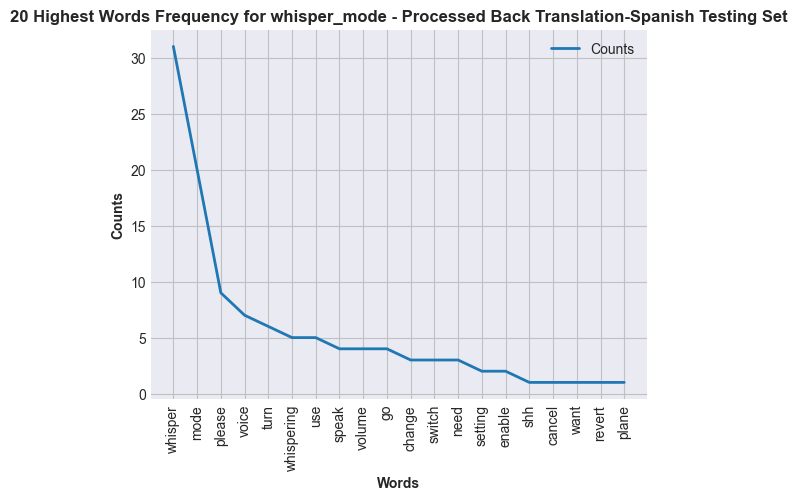 20 Highest Words Frequency for whisper_mode - Processed Back Translation-Spanish Testing Set
Counts
30
25
20
15
10
5
0
Counts
whisper
mode
please
voice
turn
whispering
use
speak
volume
go
change
switch
need
setting
enable
shh
cancel
want
revert
plane
Words